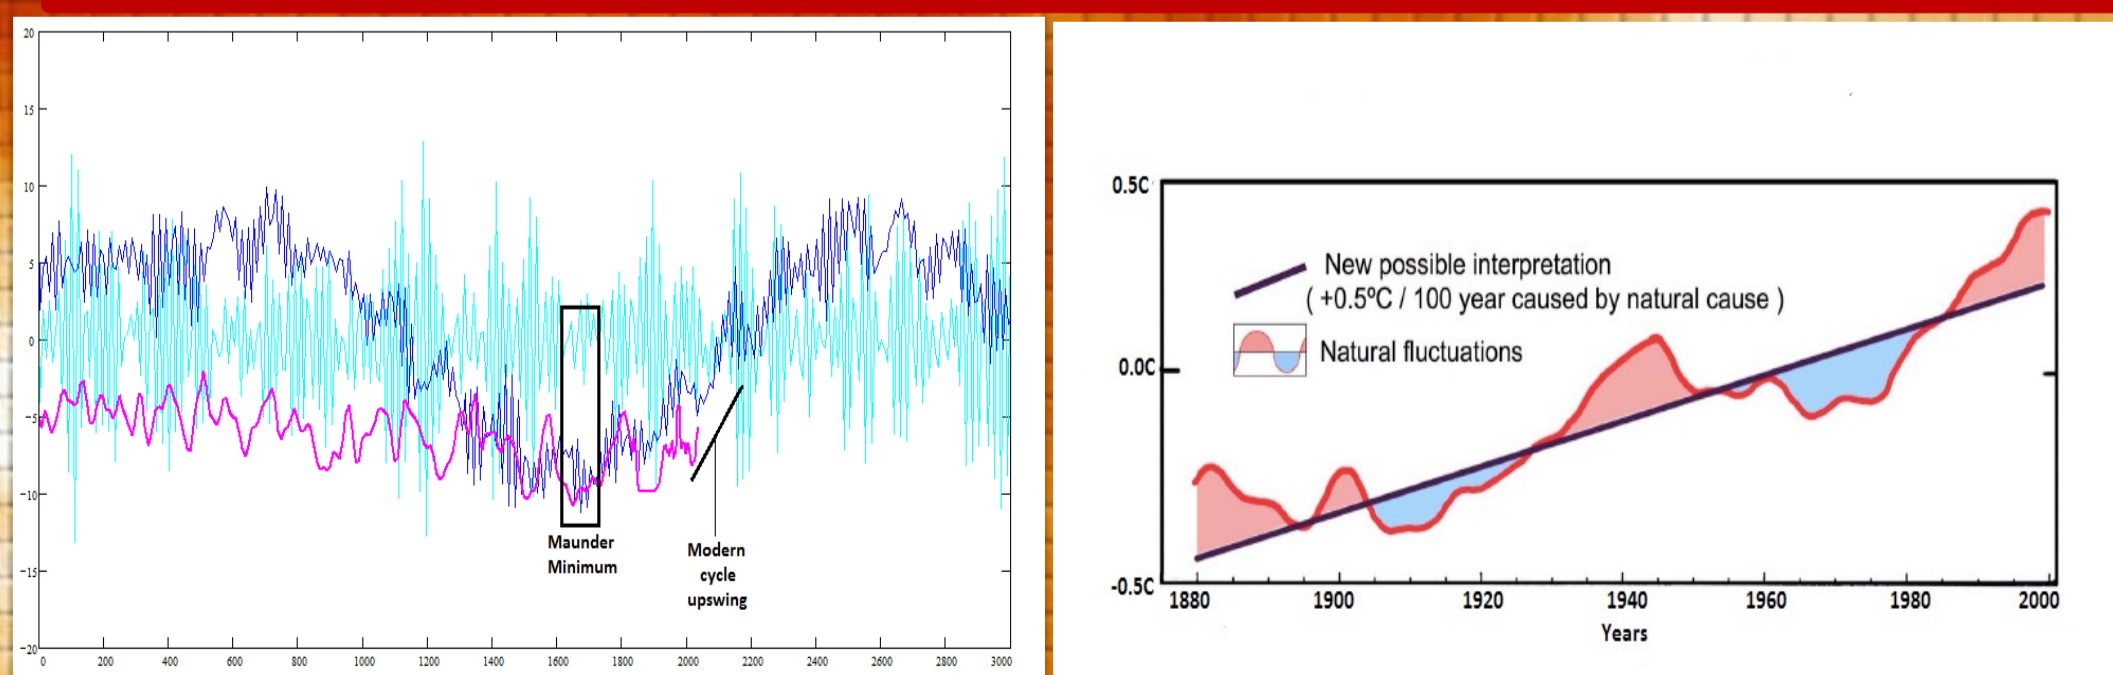 20
15
10
5
0
−5
−10
−15
−20
0 200 400 600 800 1000 1200 1400 1600 1800 2000 2200 2400 2600 2800 3000
Maunder
Minimum
Modern
cycle
upswing
0.5C
0.0C
-0.5C
New possible interpretation
( +0.5ºC / 100 year caused by natural cause )
Natural fluctuations
1880 1900 1920 1940 1960 1980 2000
Years